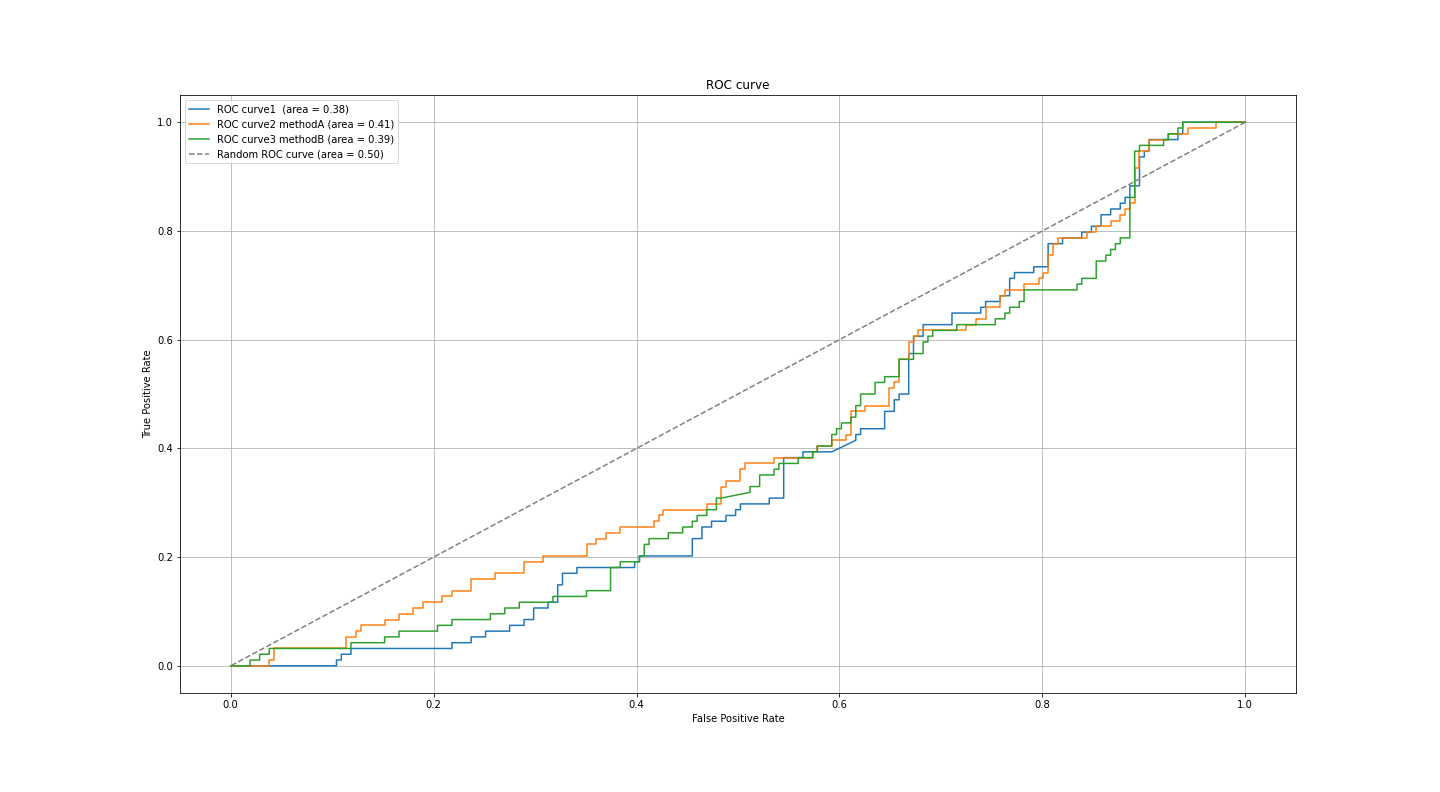 ROC curve
ROC curve1  (area = 0.38)
ROC curve2 methodA (area = 0.41)
ROC curve3 methodB (area = 0.39)
Random ROC curve (area = 0.50)
1.0
0.8
0.6
0.4
0.2
0.0
True Positive Rate
0.0 0.2 0.4 0.6 0.8 1.0
False Positive Rate